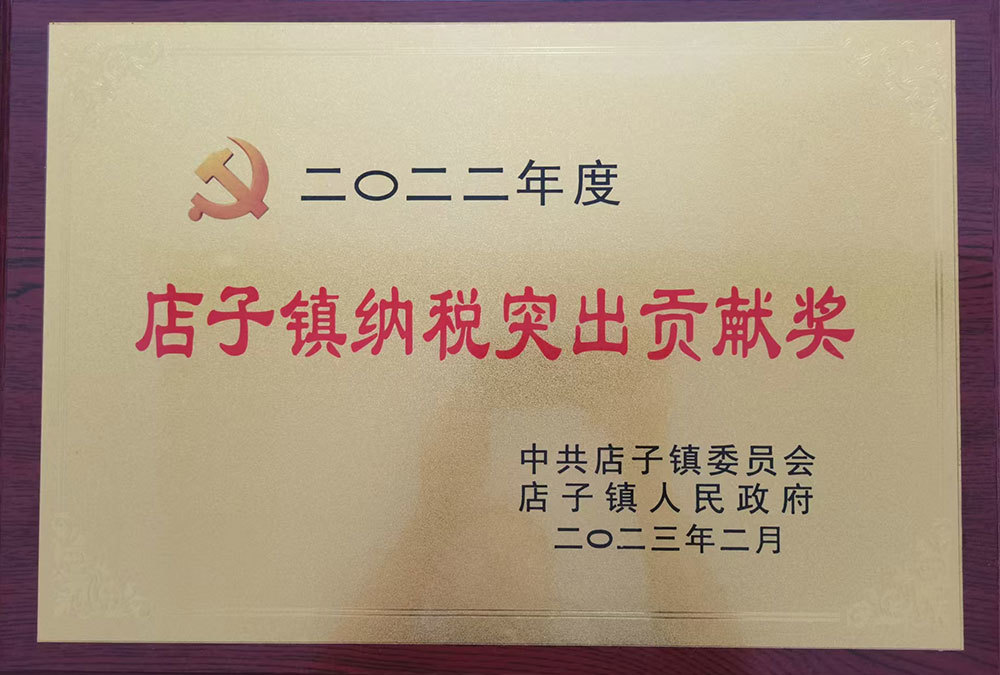 二〇二二年度
店子镇纳税突出贡献奖
中共店子镇委员会
店子镇人民政府
二〇二三年二月